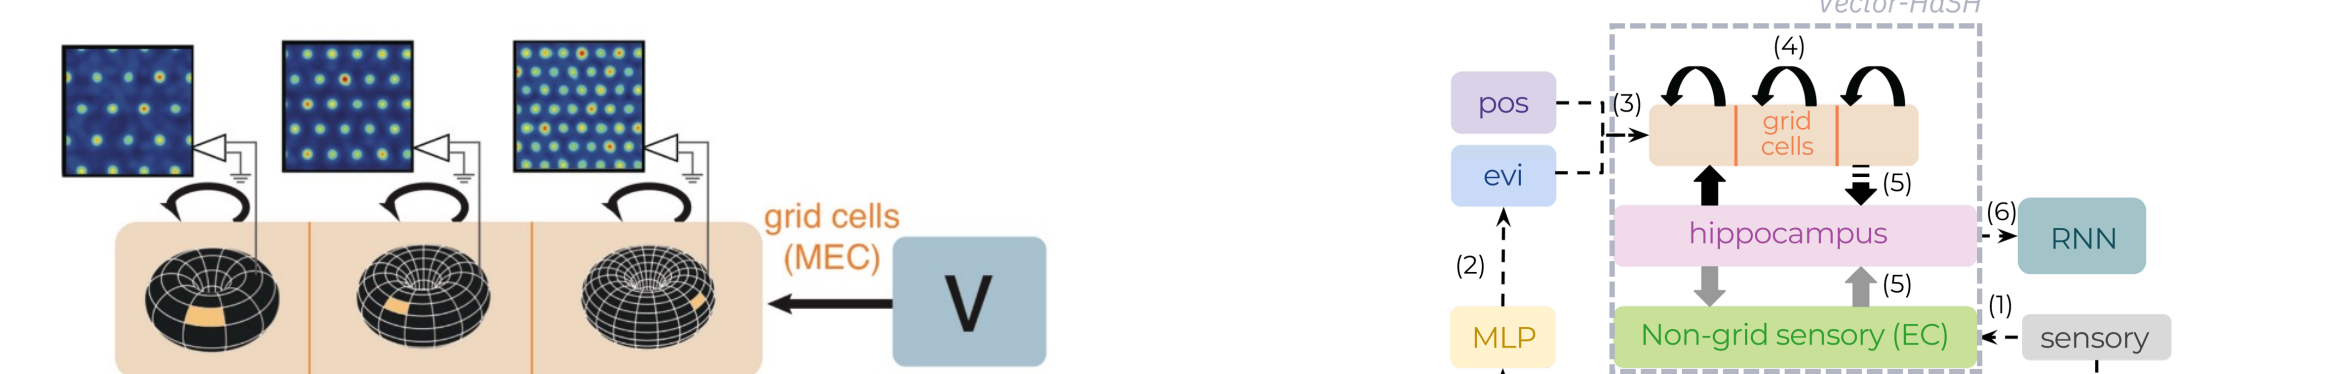 grid cells
(MEC)
V
Vector-HaSH
(4)
pos
(3)
grid
cells
evi
(5)
hippocampus
(6)
RNN
(2)
(5)
(1)
MLP
Non-grid sensory (EC)
sensory